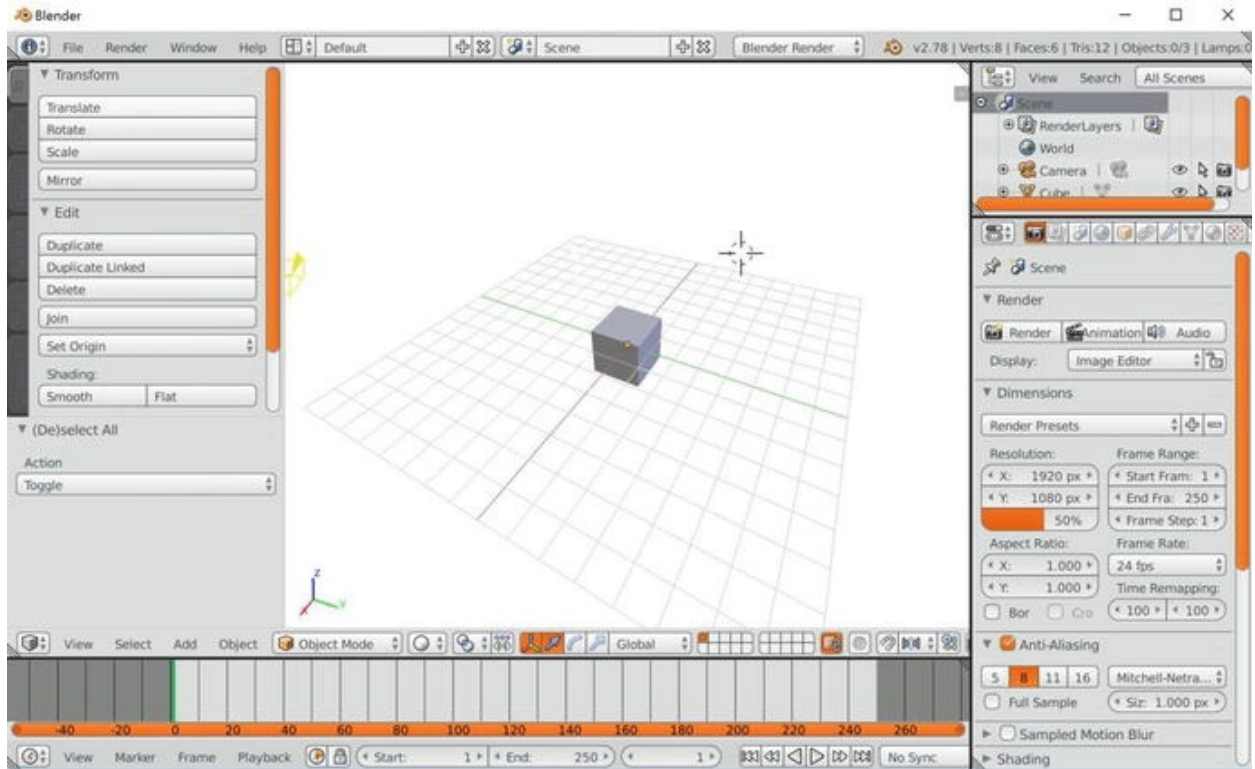 Blender
File Render Window Help Default Scene Blender Render v2.78 | Verts:8 | Faces:6 | Tris:12 | Objects:0/3 | Lamps:0
Transform
Translate
Rotate
Scale
Mirror
Edit
Duplicate
Duplicate Linked
Delete
Join
Set Origin
Shading:
Smooth Flat
(De)select All
Action
Toggle
z
y
x
View Select Add Object Object Mode Global
-40 -20 0 20 40 60 80 100 120 140 160 180 200 220 240 260
View Marker Frame Playback Start: 1 End: 250 1 No Sync
View Search All Scenes
Scene
RenderLayers |
World
Camera |
Cube |
Scene
Render
Render Animation Audio
Display: Image Editor
Dimensions
Render Presets
Resolution: Frame Range:
X: 1920 px Start Fram: 1
Y: 1080 px End Fra: 250
50% Frame Step: 1
Aspect Ratio: Frame Rate:
X: 1.000 24 fps
Y: 1.000 Time Remapping:
Bor Cro 100 100
Anti-Aliasing
5 8 11 16 Mitchell-Netra...
Full Sample Siz: 1.000 px
Sampled Motion Blur
Shading